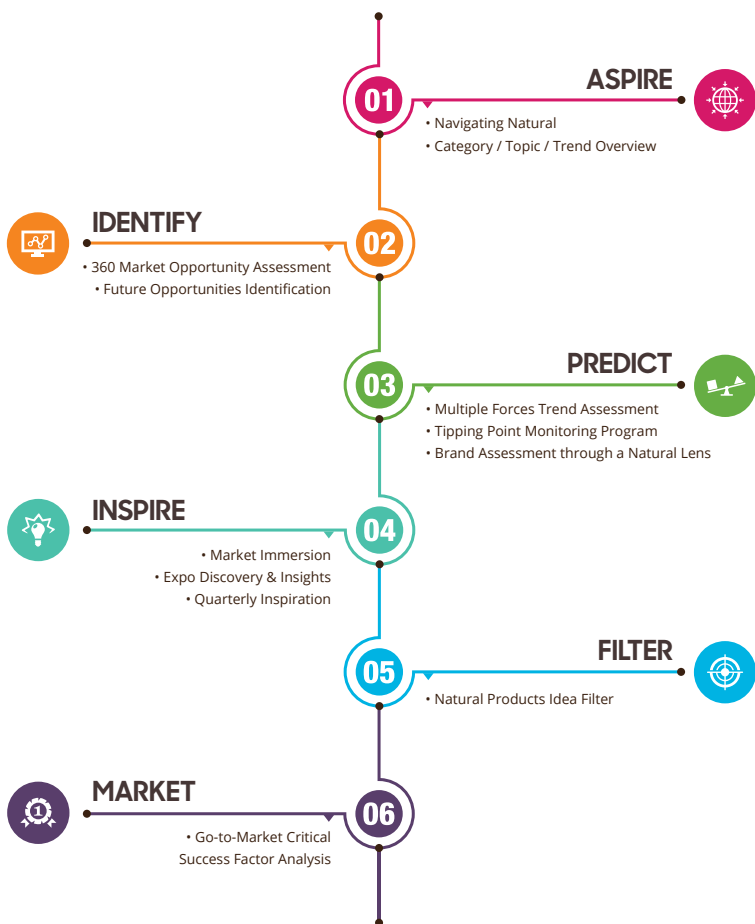 01
ASPIRE
• Navigating Natural
• Category / Topic / Trend Overview
IDENTIFY
02
• 360 Market Opportunity Assessment
• Future Opportunities Identification
03
PREDICT
• Multiple Forces Trend Assessment
• Tipping Point Monitoring Program
• Brand Assessment through a Natural Lens
INSPIRE
04
• Market Immersion
• Expo Discovery & Insights
• Quarterly Inspiration
05
FILTER
• Natural Products Idea Filter
MARKET
1
06
• Go-to-Market Critical
Success Factor Analysis